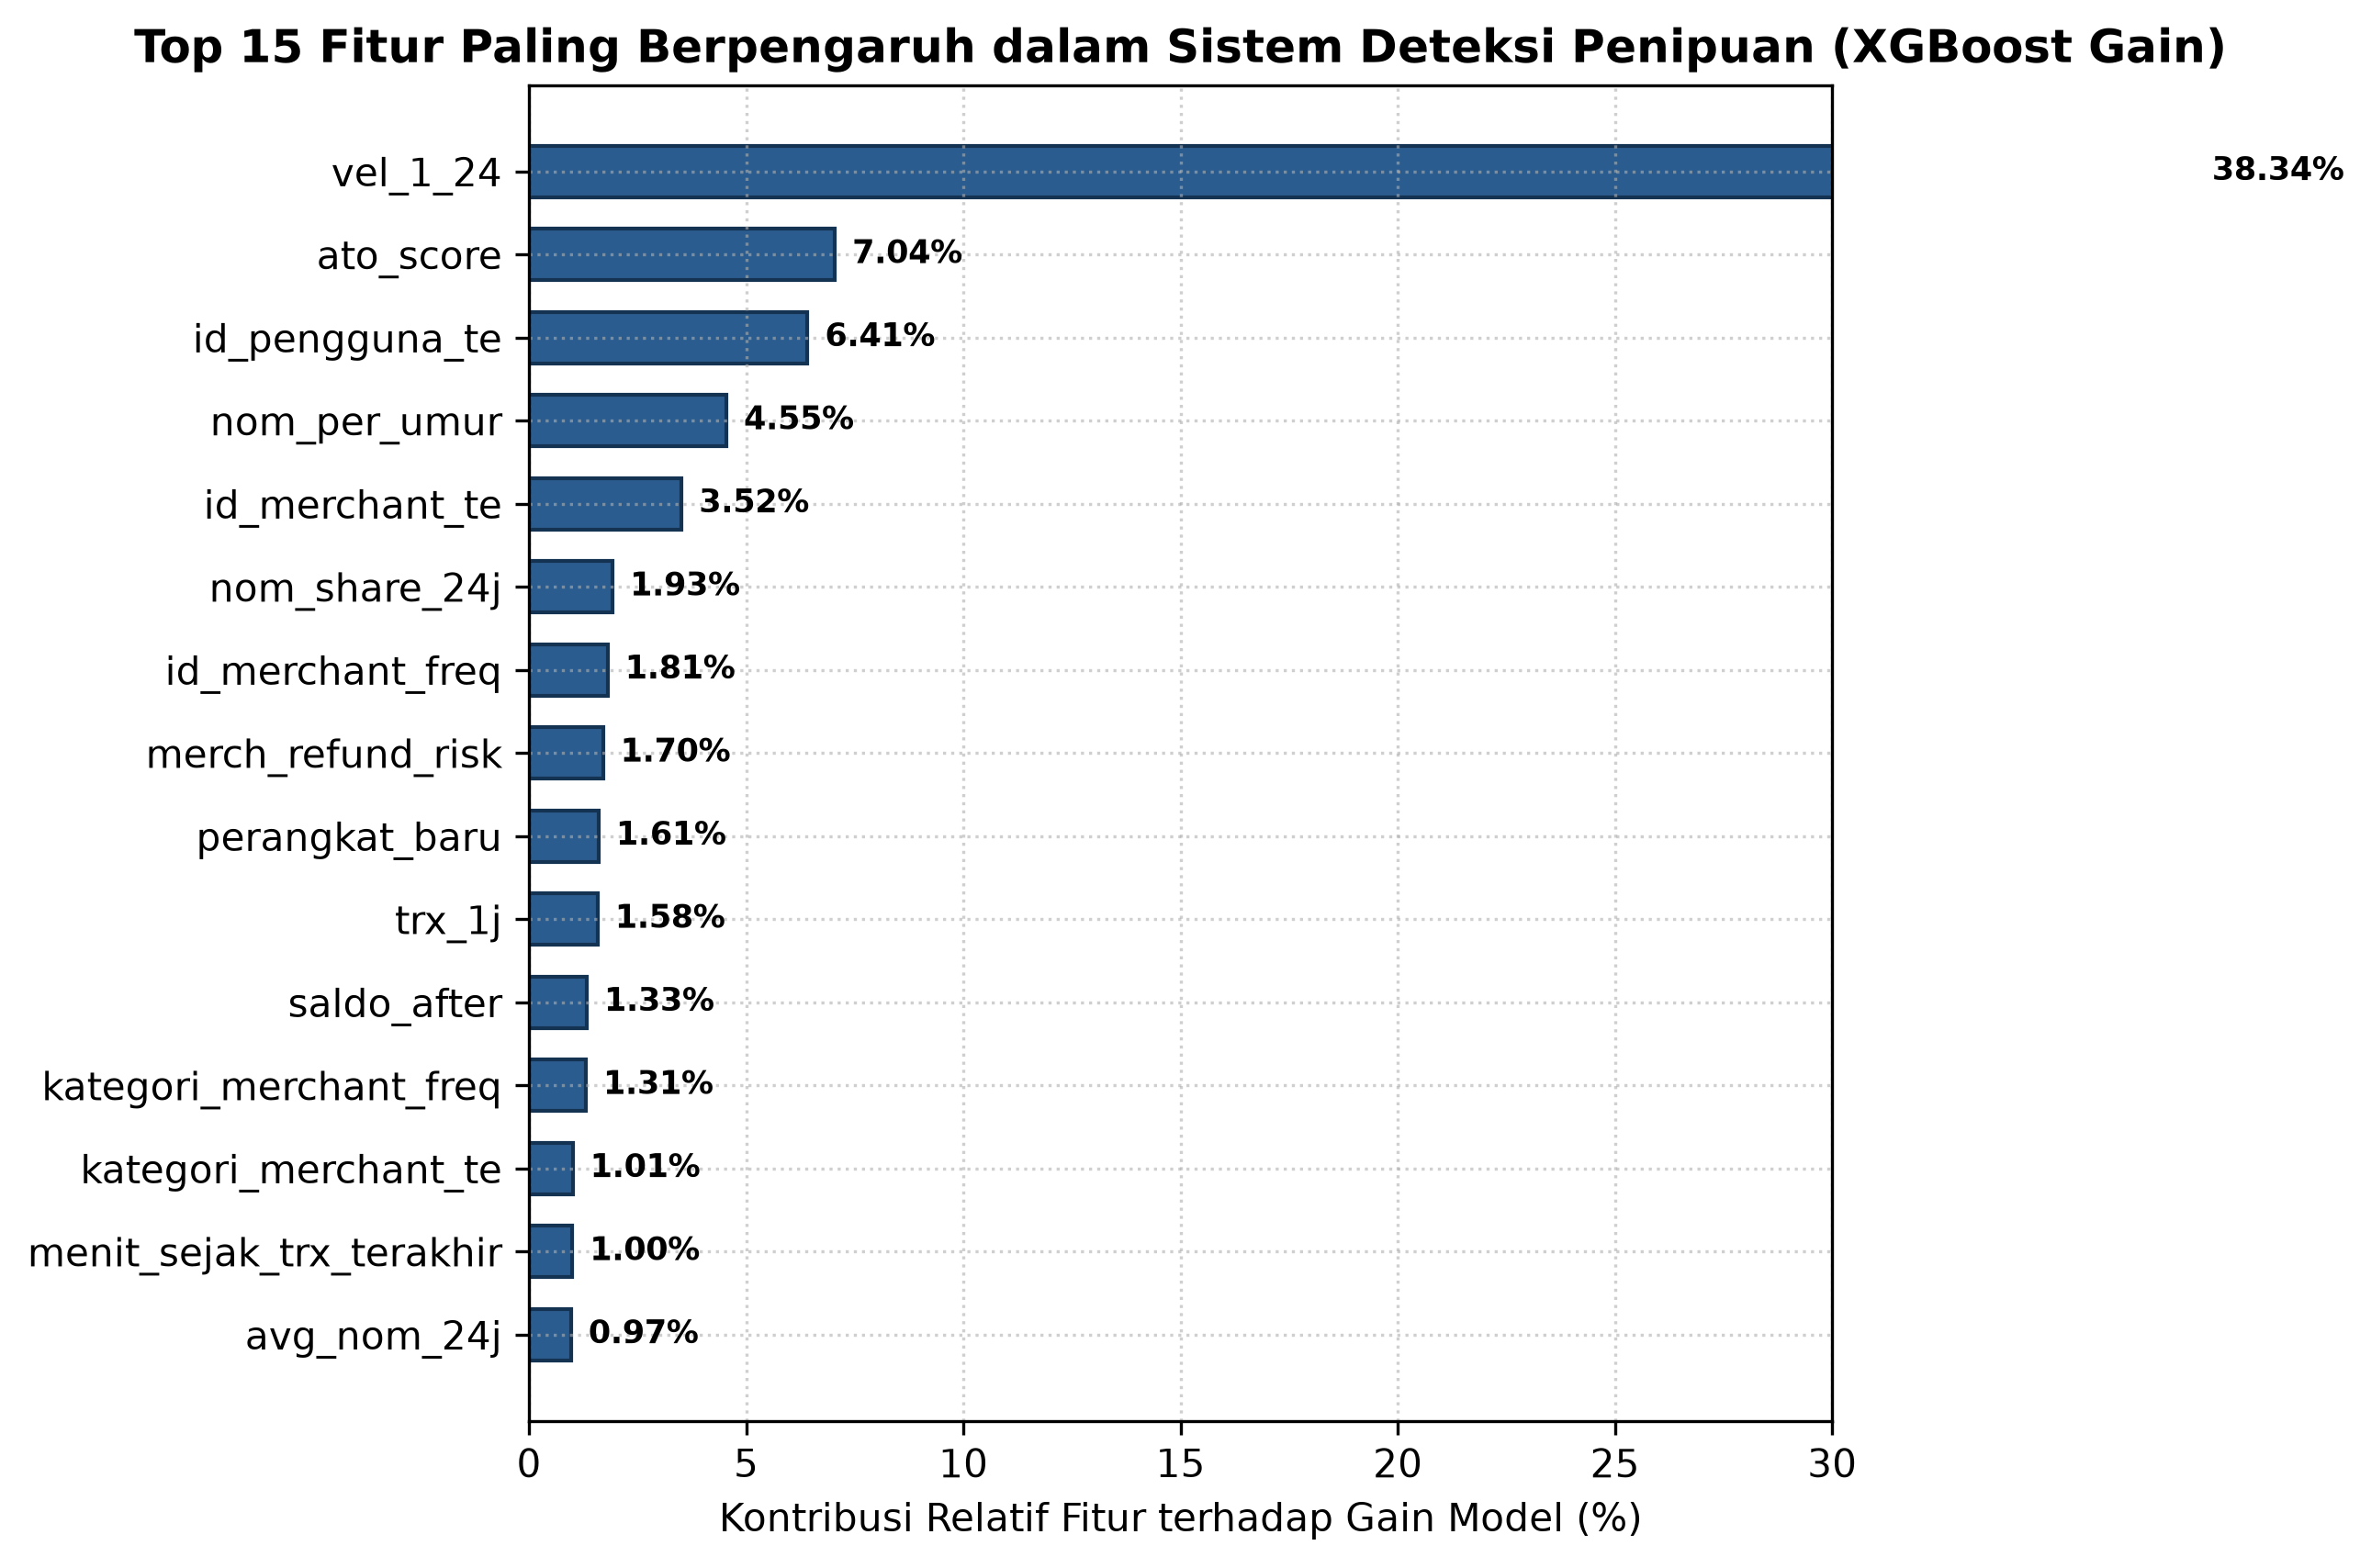 Top 15 Fitur Paling Berpengaruh dalam Sistem Deteksi Penipuan (XGBoost Gain)
vel_1_24 38.34%
ato_score 7.04%
id_pengguna_te 6.41%
nom_per_umur 4.55%
id_merchant_te 3.52%
nom_share_24j 1.93%
id_merchant_freq 1.81%
merch_refund_risk 1.70%
perangkat_baru 1.61%
trx_1j 1.58%
saldo_after 1.33%
kategori_merchant_freq 1.31%
kategori_merchant_te 1.01%
menit_sejak_trx_terakhir 1.00%
avg_nom_24j 0.97%
0 5 10 15 20 25 30
Kontribusi Relatif Fitur terhadap Gain Model (%)